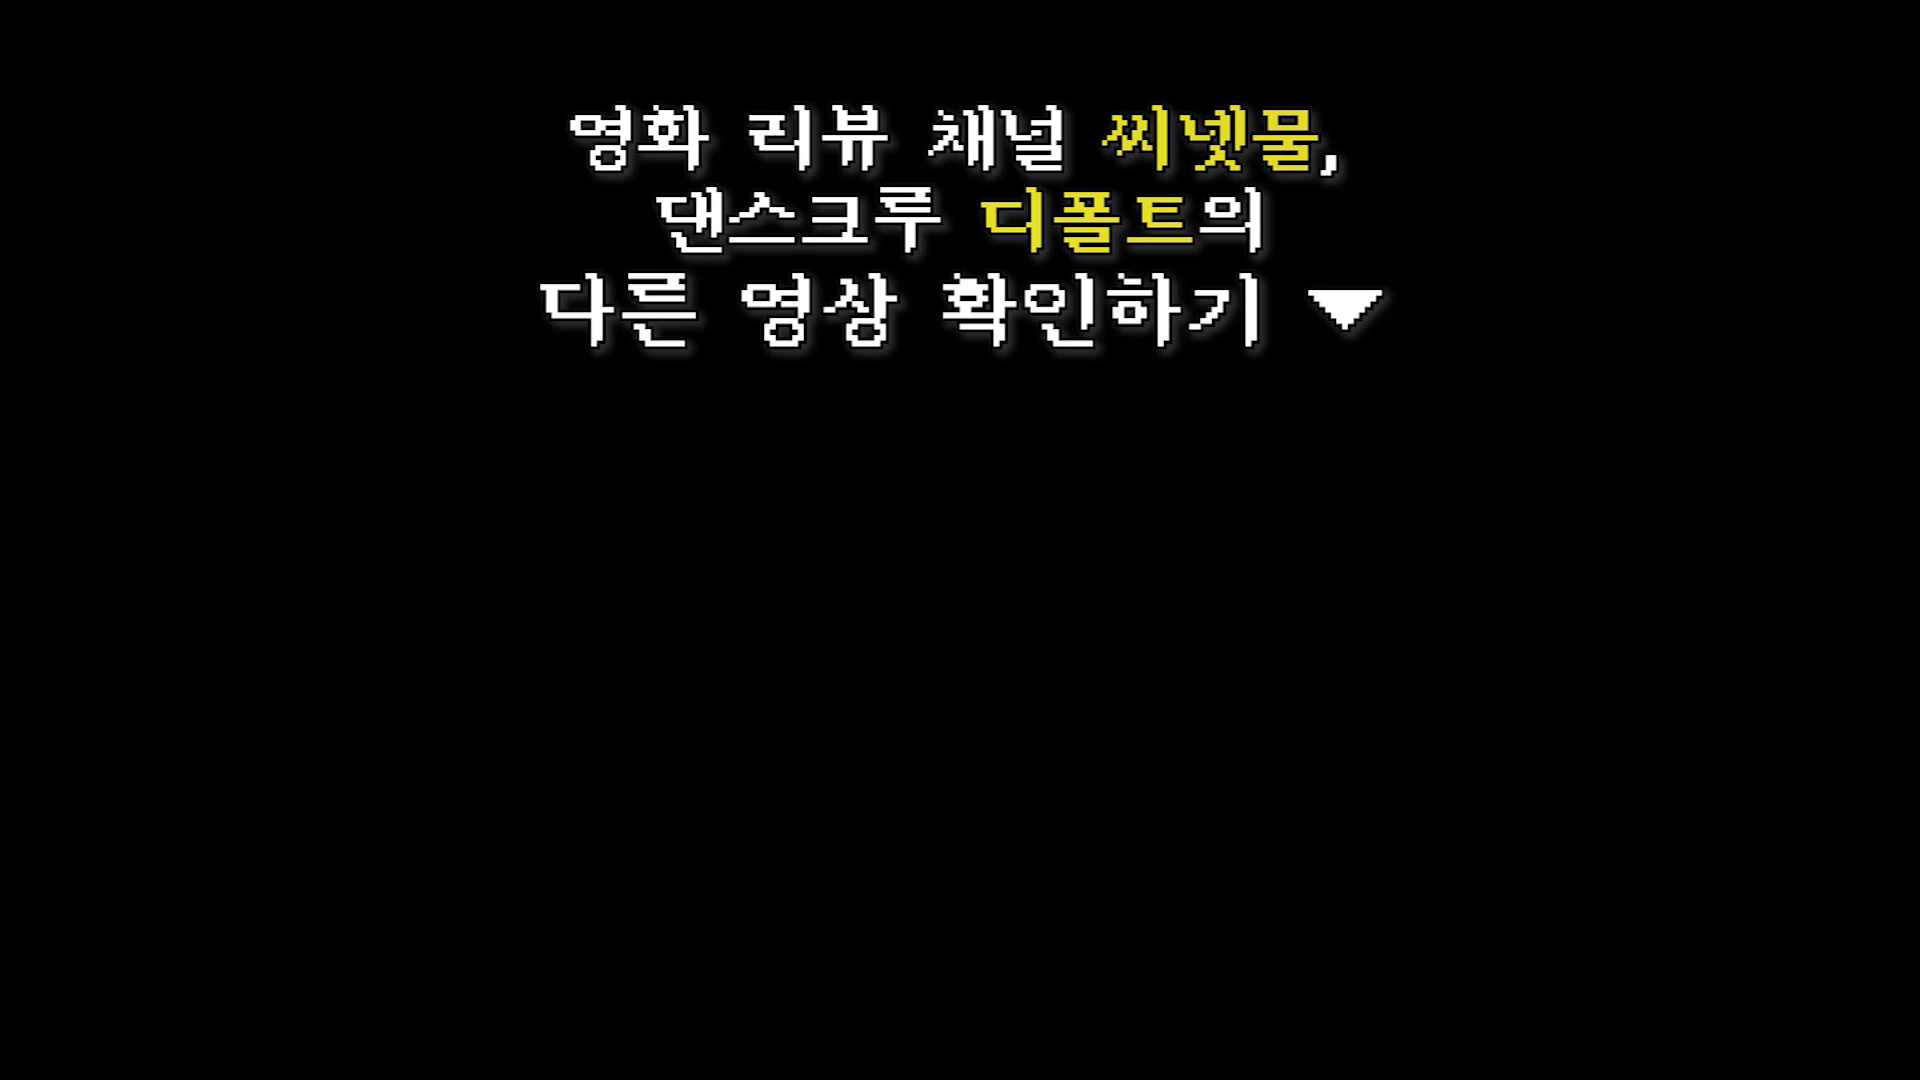 영화 리뷰 채널 씨넷물,
댄스크루 디폴트의
다른 영상 확인하기 ▼